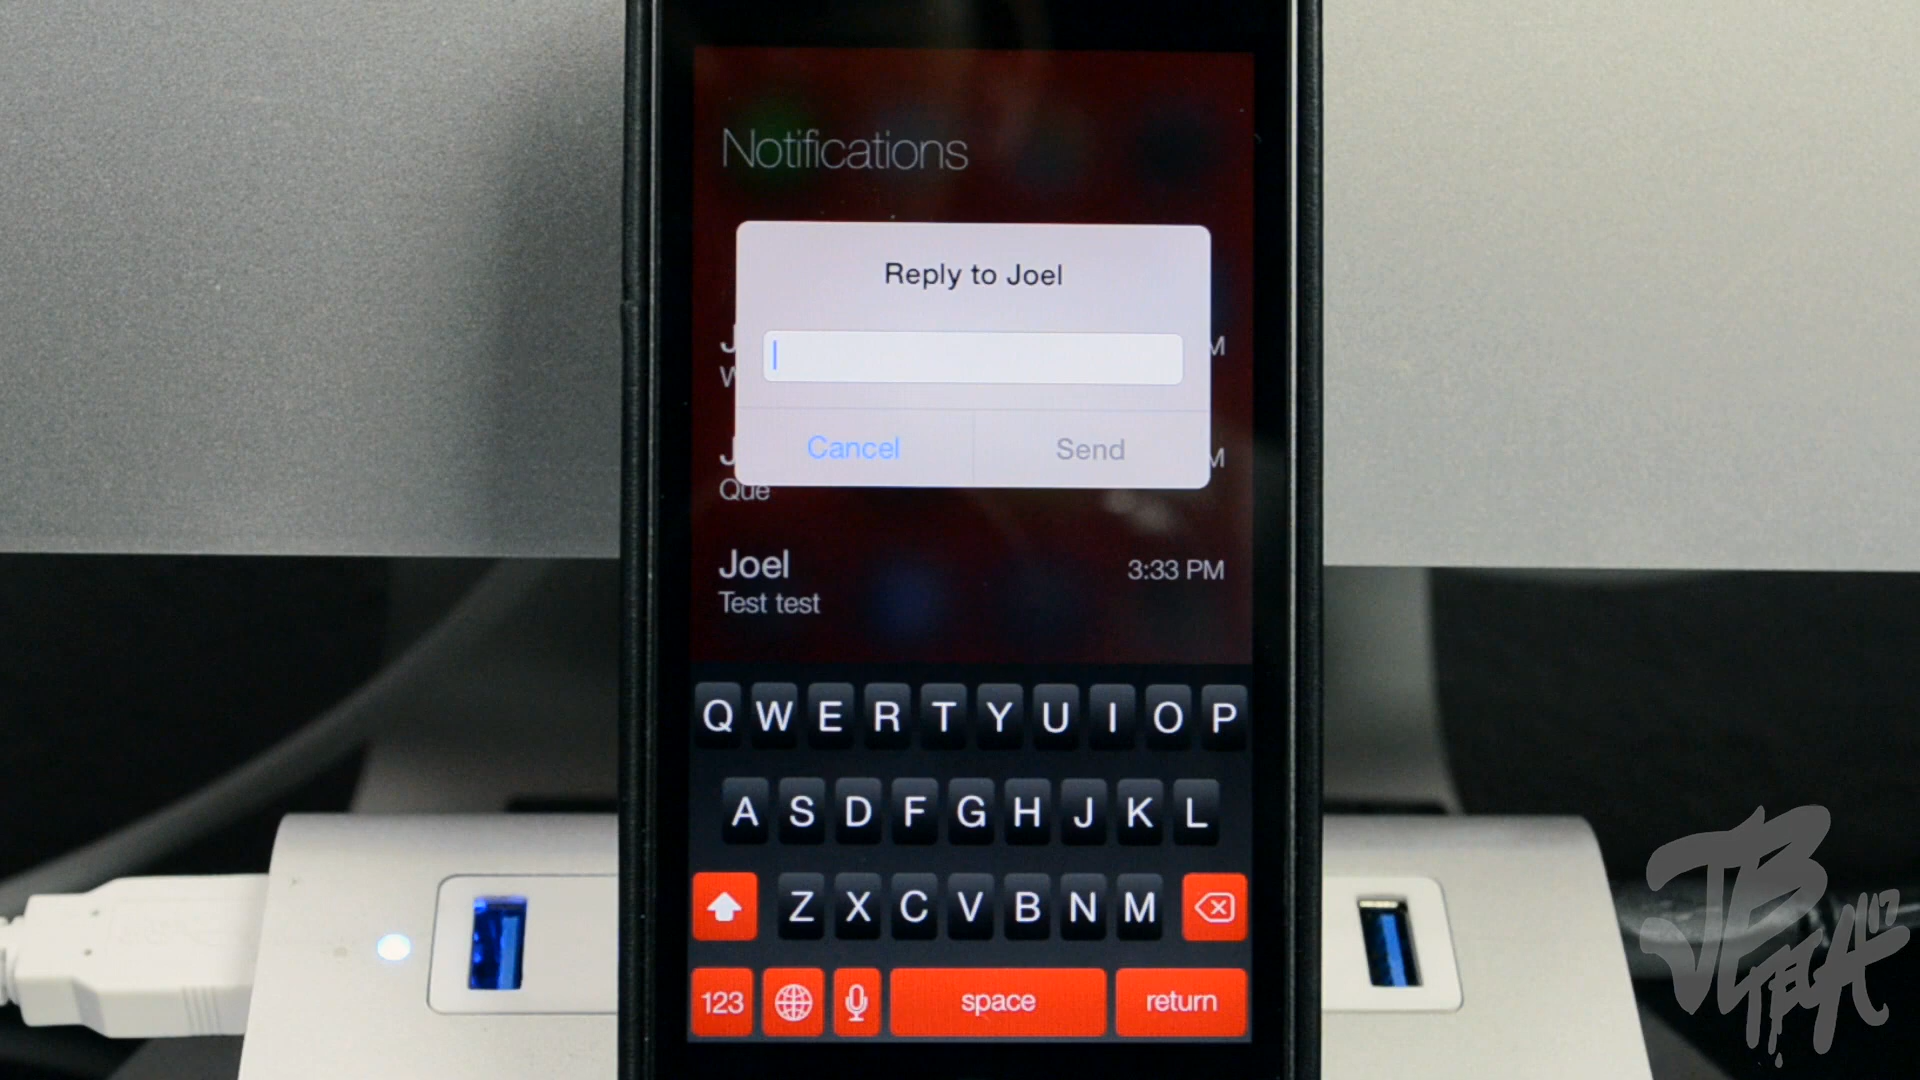 Notifications
Reply to Joel
Cancel
Send
Que
Joel
3:33 PM
Test test
Q W E R T Y U I O P
A S D F G H J K L
Z X C V B N M
123
space
return